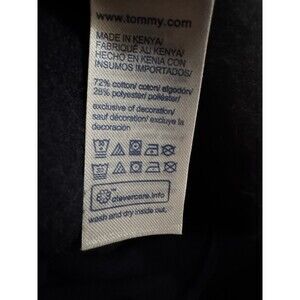 www.tommy.com
MADE IN KENYA/
FABRIQUÉ AU KENYA/
HECHO EN KENIA CON
INSUMOS IMPORTADOS/
72% cotton/ coton/ algodón/
28% polyester/ poliéster/
exclusive of decoration/
sauf décoration/ excluye la
decoración
clevercare.info
wash and dry inside out.